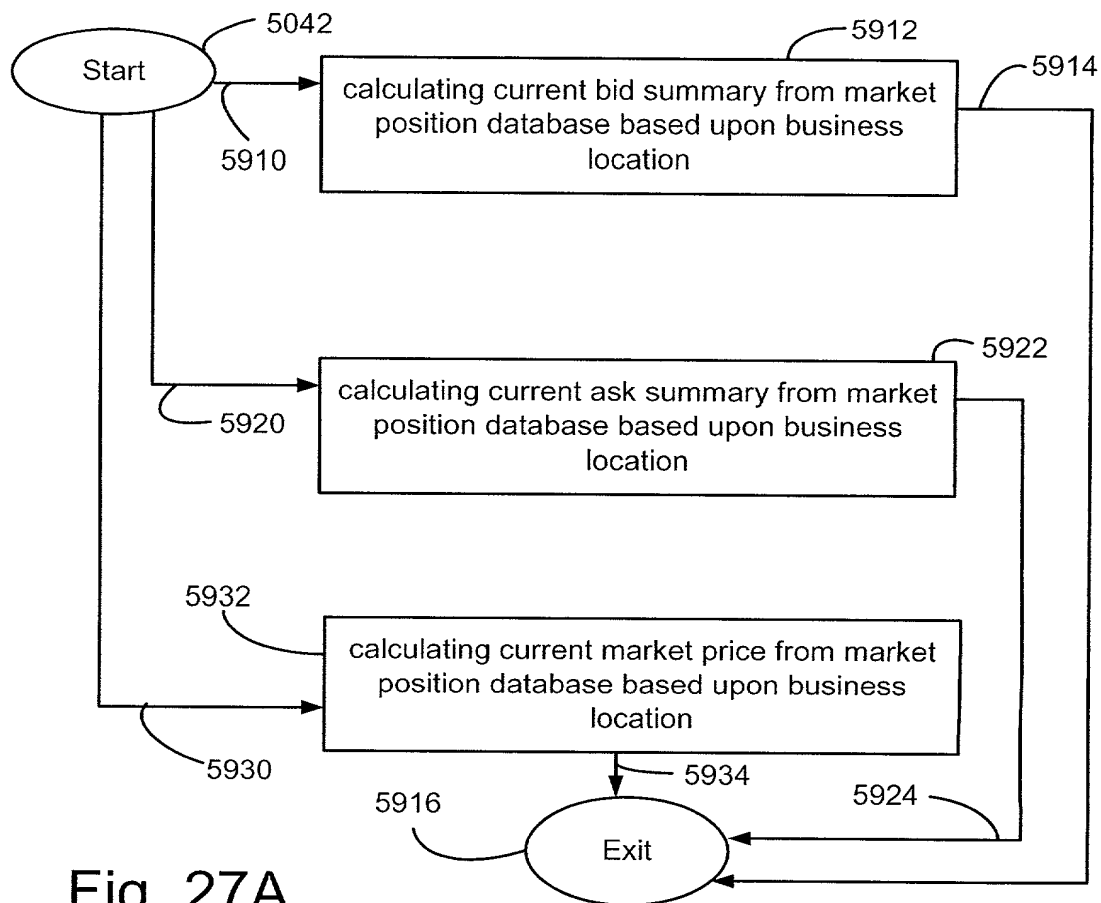 5042
Start
5910
5912
calculating current bid summary from market
position database based upon business
location
5914
5920
5922
calculating current ask summary from market
position database based upon business
location
5932
calculating current market price from market
position database based upon business
location
5930
5934
5924
5916
Exit
Fig. 27A